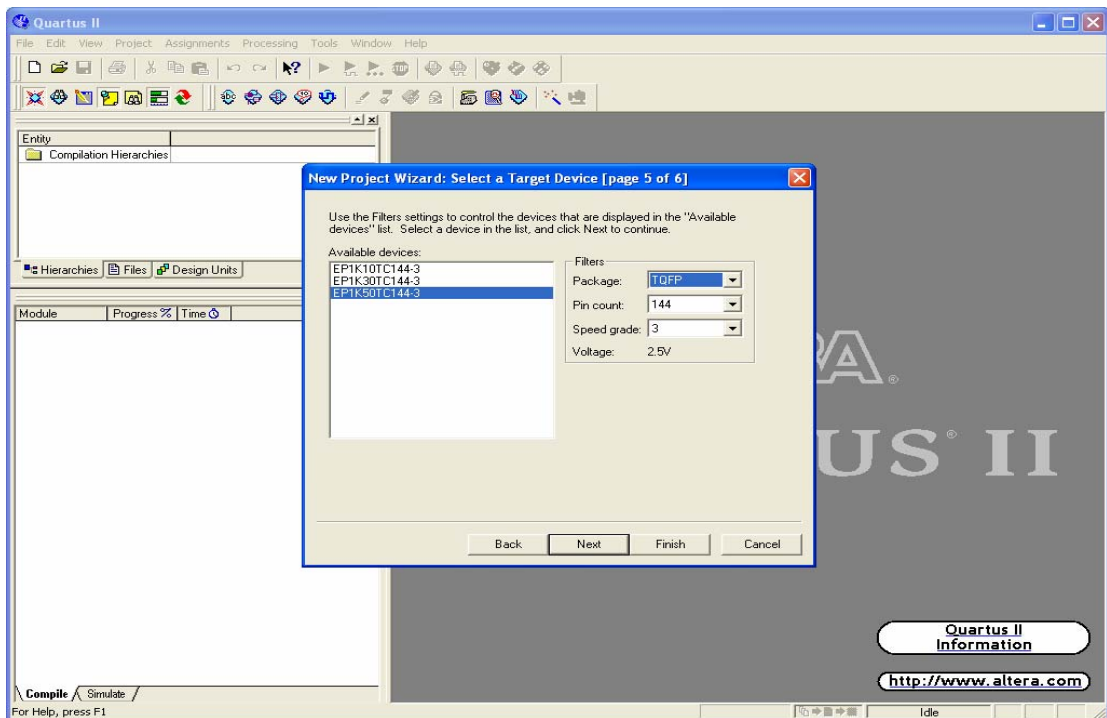 Quartus II
File Edit View Project Assignments Processing Tools Window Help
Entity
Compilation Hierarchies
Hierarchies Files Design Units
Module Progress % Time
New Project Wizard: Select a Target Device [page 5 of 6]
Use the Filters settings to control the devices that are displayed in the "Available
devices" list. Select a device in the list, and click Next to continue.
Available devices:
EP1K10TC144-3
EP1K30TC144-3
EP1K50TC144-3
Filters
Package: TQFP
Pin count: 144
Speed grade: 3
Voltage: 2.5V
Back Next Finish Cancel
RA®
US® II
Quartus II
Information
http://www.altera.com
Compile Simulate
For Help, press F1
Idle